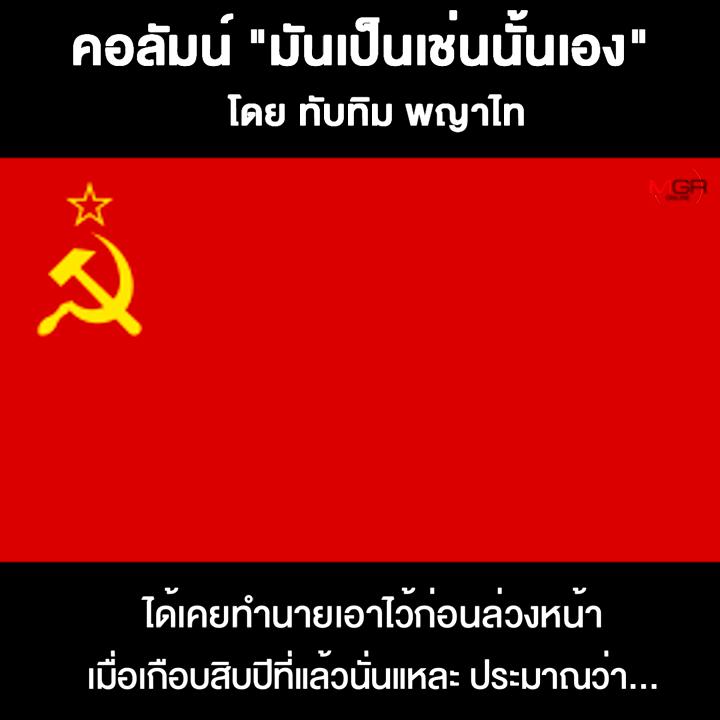 คอลัมน์ "มันเป็นเช่นนั้นเอง"
โดย ทับทิม พญาไท
MGR
ONLINE
ได้เคยทำนายเอาไว้ก่อนล่วงหน้า
เมื่อเกือบสิบปีที่แล้วนั่นแหละ ประมาณว่า...